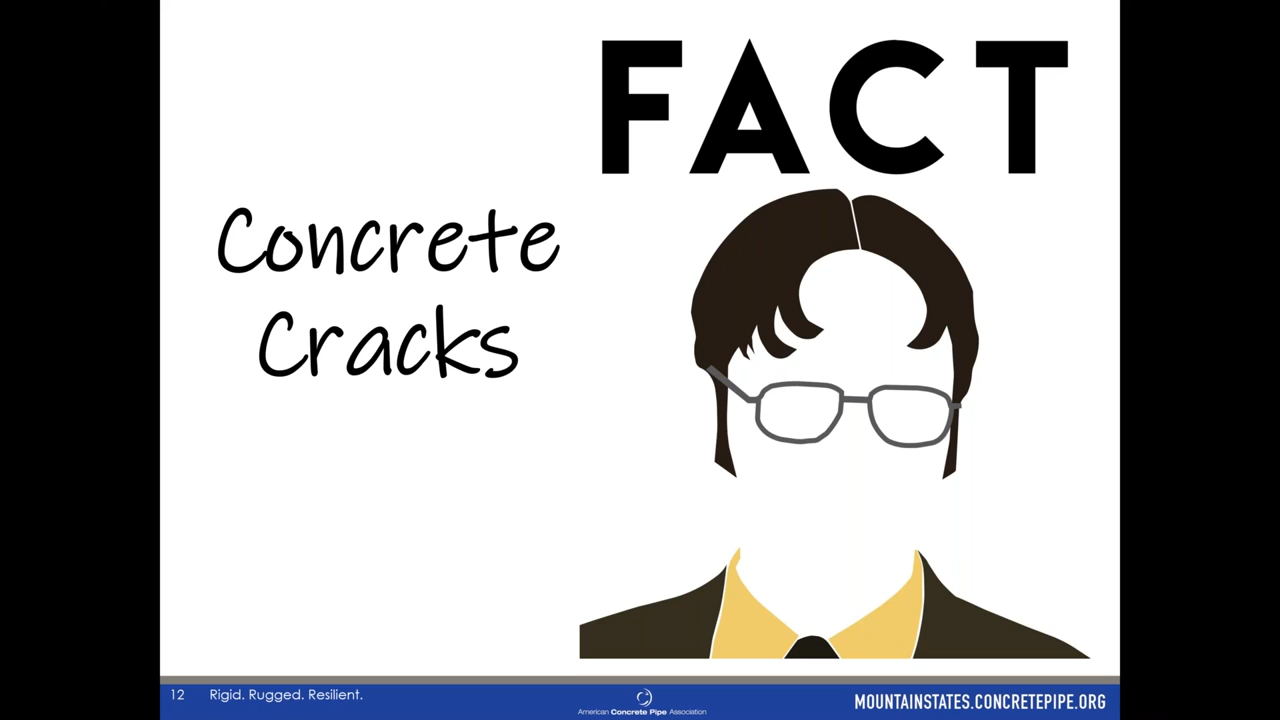 FACT
Concrete
Cracks
12 Rigid. Rugged. Resilient.
American Concrete Pipe Association
MOUNTAINSTATES.CONCRETEPIPE.ORG